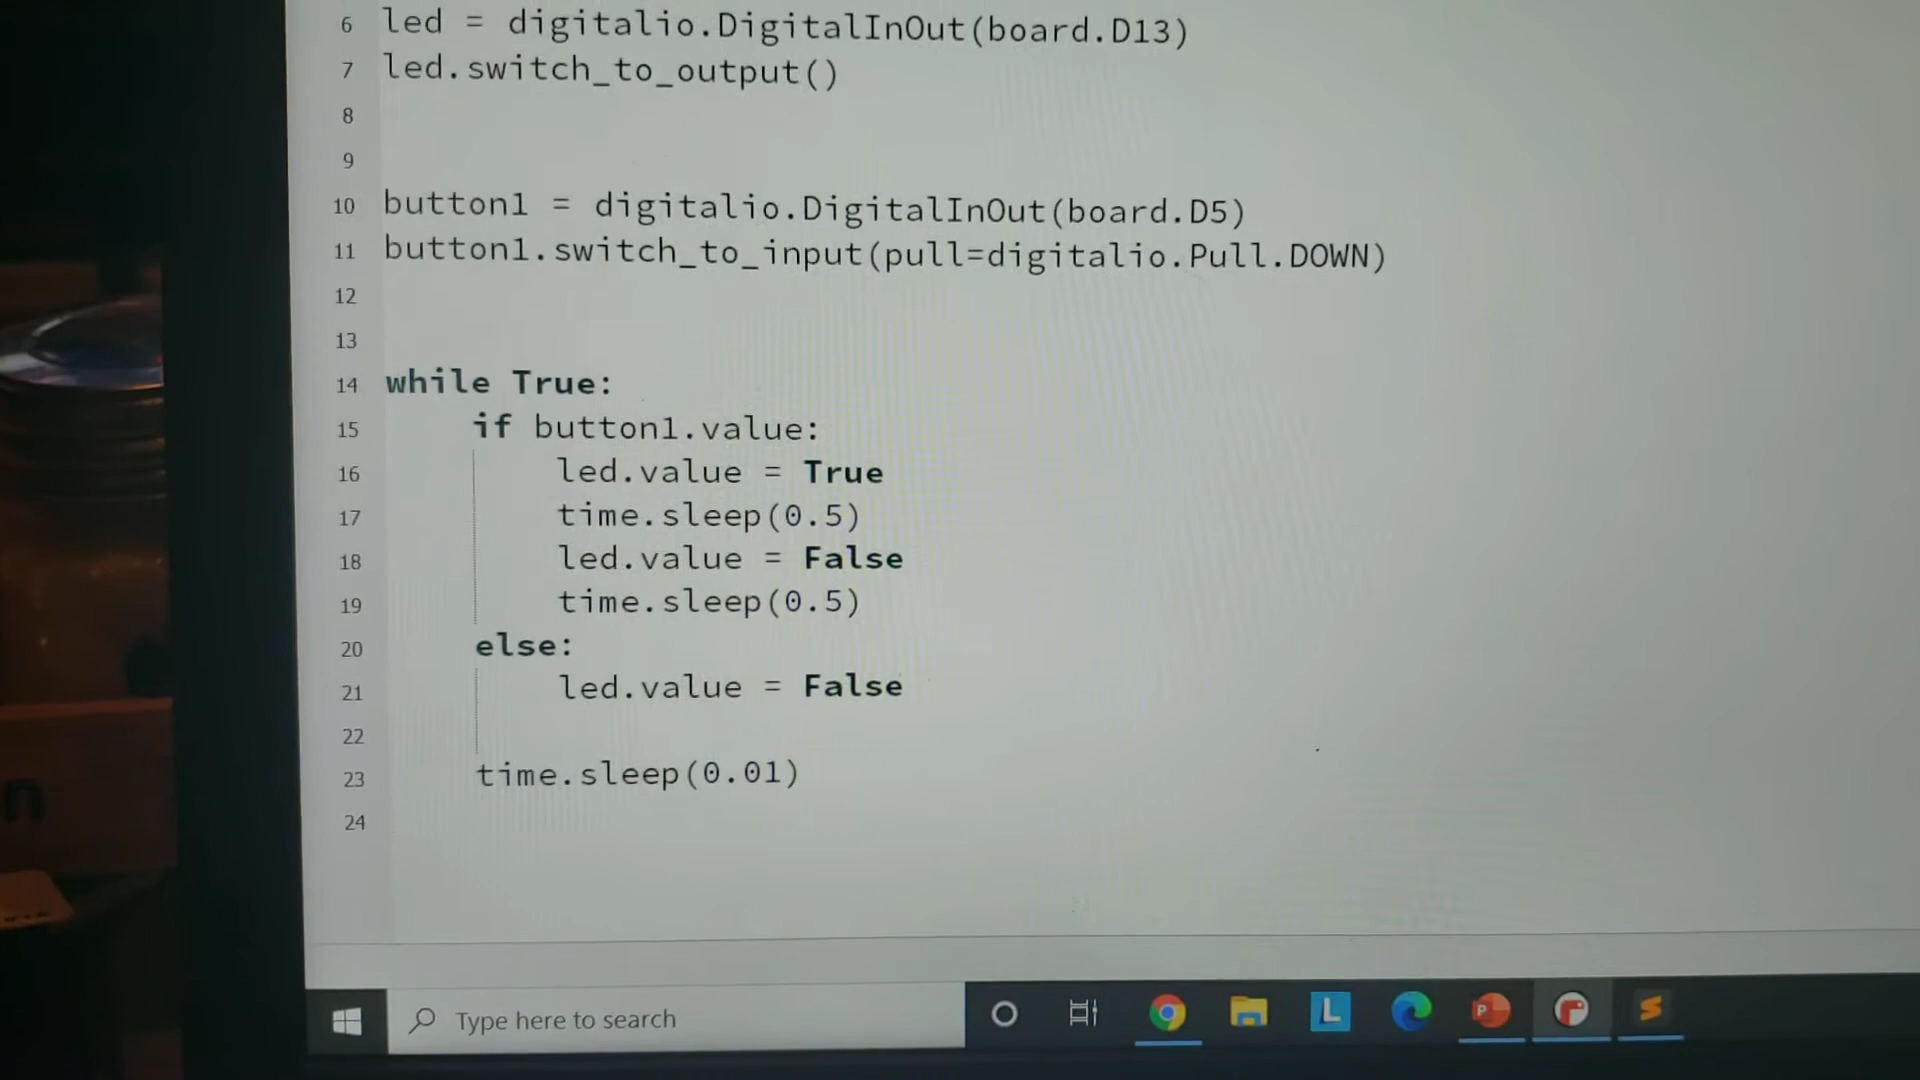 6 led = digitalio.DigitalInOut(board.D13)
7 led.switch_to_output()
8
9
10 button1 = digitalio.DigitalInOut(board.D5)
11 button1.switch_to_input(pull=digitalio.Pull.DOWN)
12
13
14 while True:
15 if button1.value:
16 led.value = True
17 time.sleep(0.5)
18 led.value = False
19 time.sleep(0.5)
20 else:
21 led.value = False
22
23 time.sleep(0.01)
24
n
Type here to search
L
P